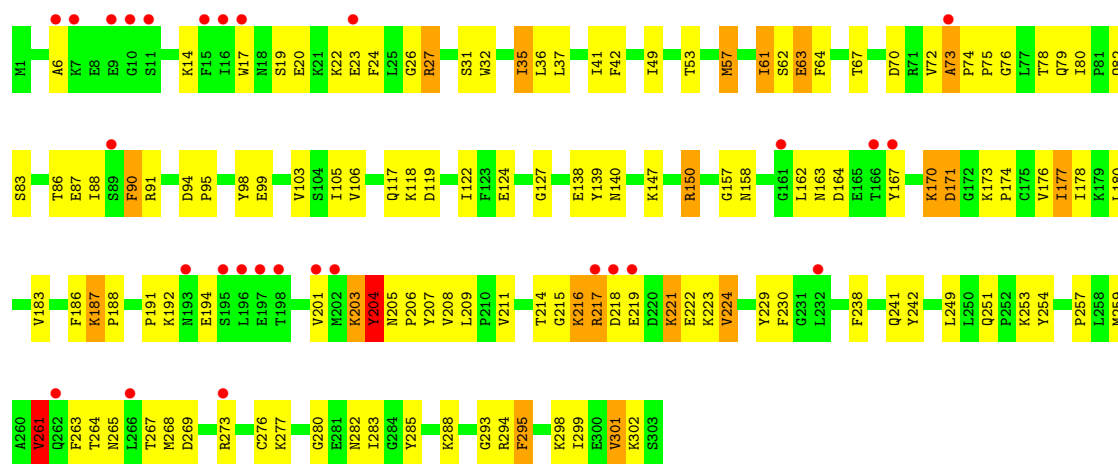 M1 A6 K7 E8 E9 G10 S11 K14 F15 I16 W17 N18 S19 E20 K21 K22 E23 F24 L25 G26 R27 S31 W32 I35 L36 L37 I41 F42 I49 T53 M57 I61 S62 E63 F64 T67 D70 R71 V72 A73 P74 P75 G76 L77 T78 Q79 I80 P81
S83 T86 E87 I88 S89 F90 R91 D94 P95 Y98 E99 V103 S104 I105 V106 Q117 K118 D119 I122 F123 E124 G127 E138 Y139 N140 K147 R150 G157 N158 G161 L162 N163 D164 E165 T166 Y167 K170 D171 G172 K173 P174 C175 V176 I177 I178 K179
V183 F186 K187 P188 P191 K192 N193 E194 S195 L196 E197 T198 V201 M202 K203 Y204 N205 P206 Y207 V208 L209 P210 V211 T214 G215 K216 R217 D218 E219 D220 K221 E222 K223 V224 Y229 F230 G231 L232 F238 Q241 Y242 L249 L250 Q251 P252 K253 Y254 P257 L258 M259
A260 V261 Q262 F263 T264 N265 L266 T267 M268 D269 R273 C276 K277 G280 E281 N282 I283 G284 Y285 K288 G293 R294 F295 K298 I299 E300 V301 K302 S303